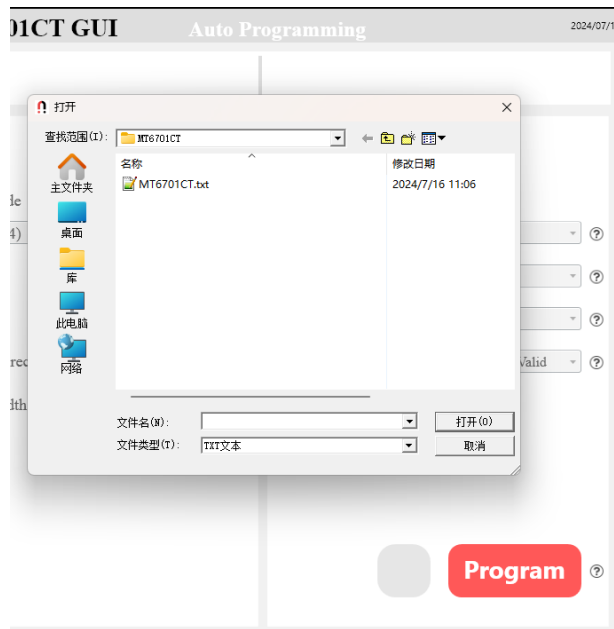 01CT GUI
Auto Programming
2024/07/1
打开
查找范围(I):
MT6701CT
名称
修改日期
MT6701CT.txt
2024/7/16 11:06
主文件夹
桌面
库
此电脑
网络
de
4)
rec
Valid
dth
文件名(N):
打开(O)
文件类型(T):
TXT文本
取消
Program